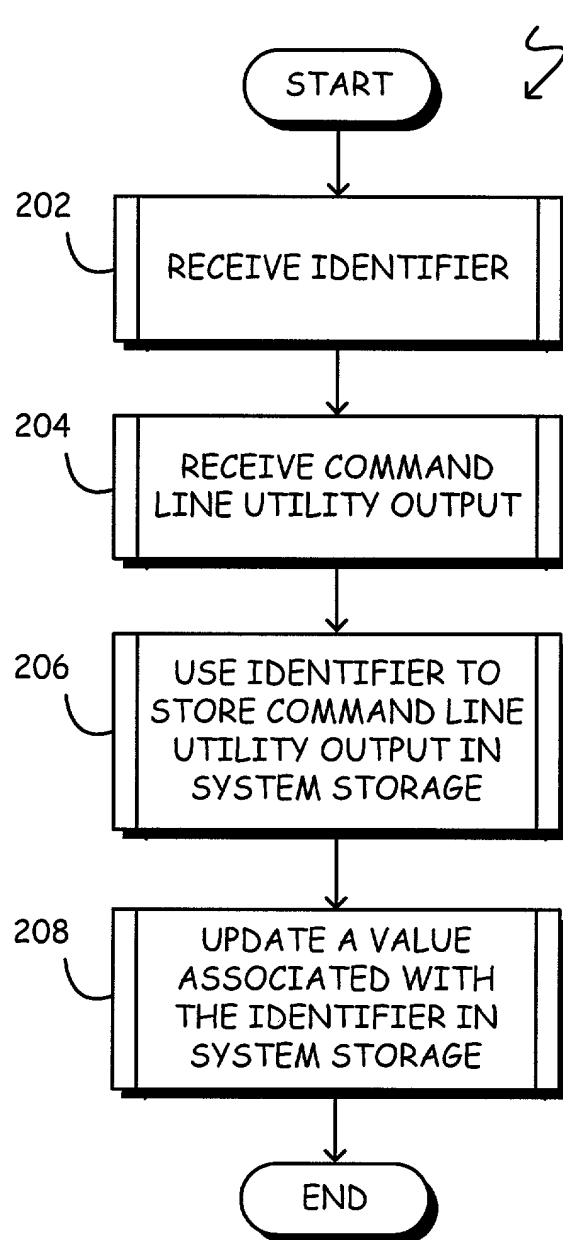 START
202
RECEIVE IDENTIFIER
204
RECEIVE COMMAND
LINE UTILITY OUTPUT
206
USE IDENTIFIER TO
STORE COMMAND LINE
UTILITY OUTPUT IN
SYSTEM STORAGE
208
UPDATE A VALUE
ASSOCIATED WITH
THE IDENTIFIER IN
SYSTEM STORAGE
END